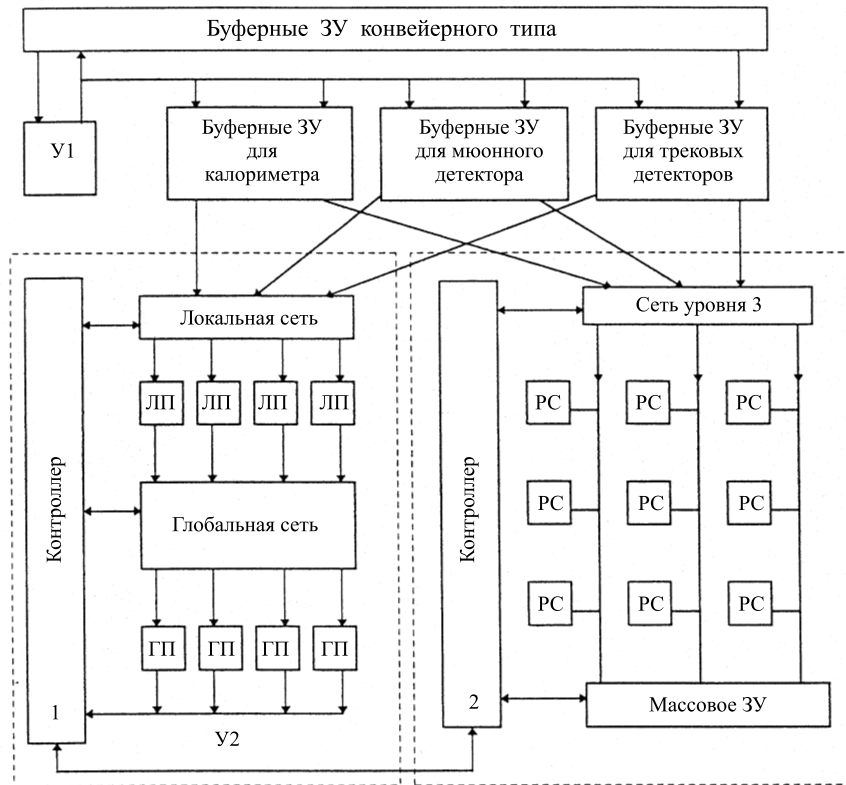 Буферные ЗУ конвейерного типа
У1
Буферные ЗУ
для
калориметра
Буферные ЗУ
для мюонного
детектора
Буферные ЗУ
для трековых
детекторов
Контроллер
1
Локальная сеть
ЛП ЛП ЛП ЛП
Глобальная сеть
ГП ГП ГП ГП
У2
Контроллер
2
Сеть уровня 3
РС РС РС
РС РС РС
РС РС РС
Массовое ЗУ